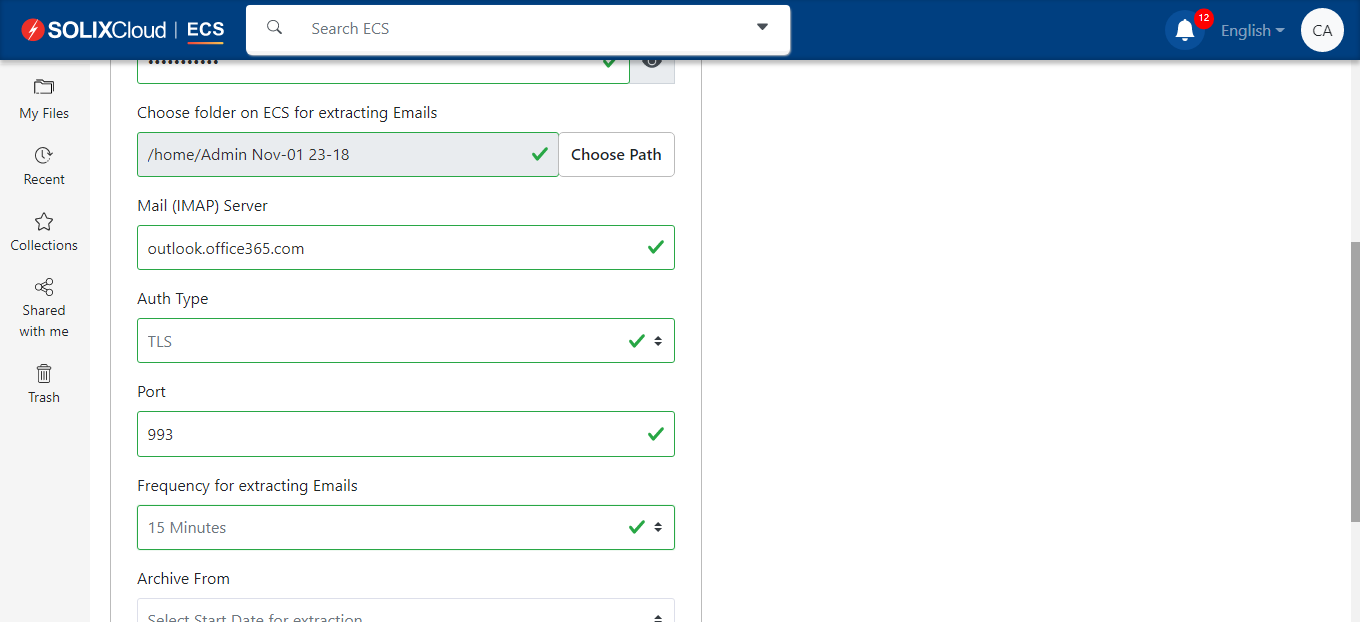 SOLIXCloud | ECS
Search ECS
12
English
CA
My Files
Recent
Collections
Shared
with me
Trash
•••••••••••
Choose folder on ECS for extracting Emails
/home/Admin Nov-01 23-18
Choose Path
Mail (IMAP) Server
outlook.office365.com
Auth Type
TLS
Port
993
Frequency for extracting Emails
15 Minutes
Archive From
Select Start Date for extraction